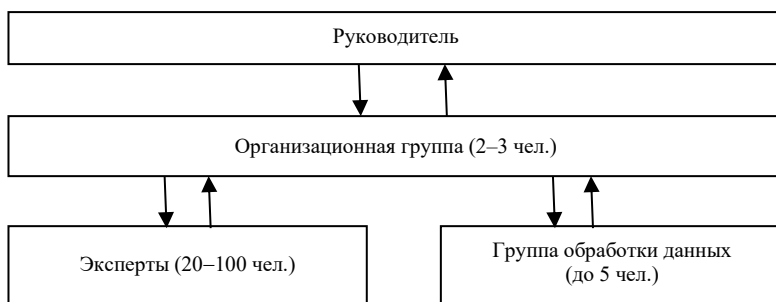 Руководитель
Организационная группа (2–3 чел.)
Эксперты (20–100 чел.)
Группа обработки данных
(до 5 чел.)